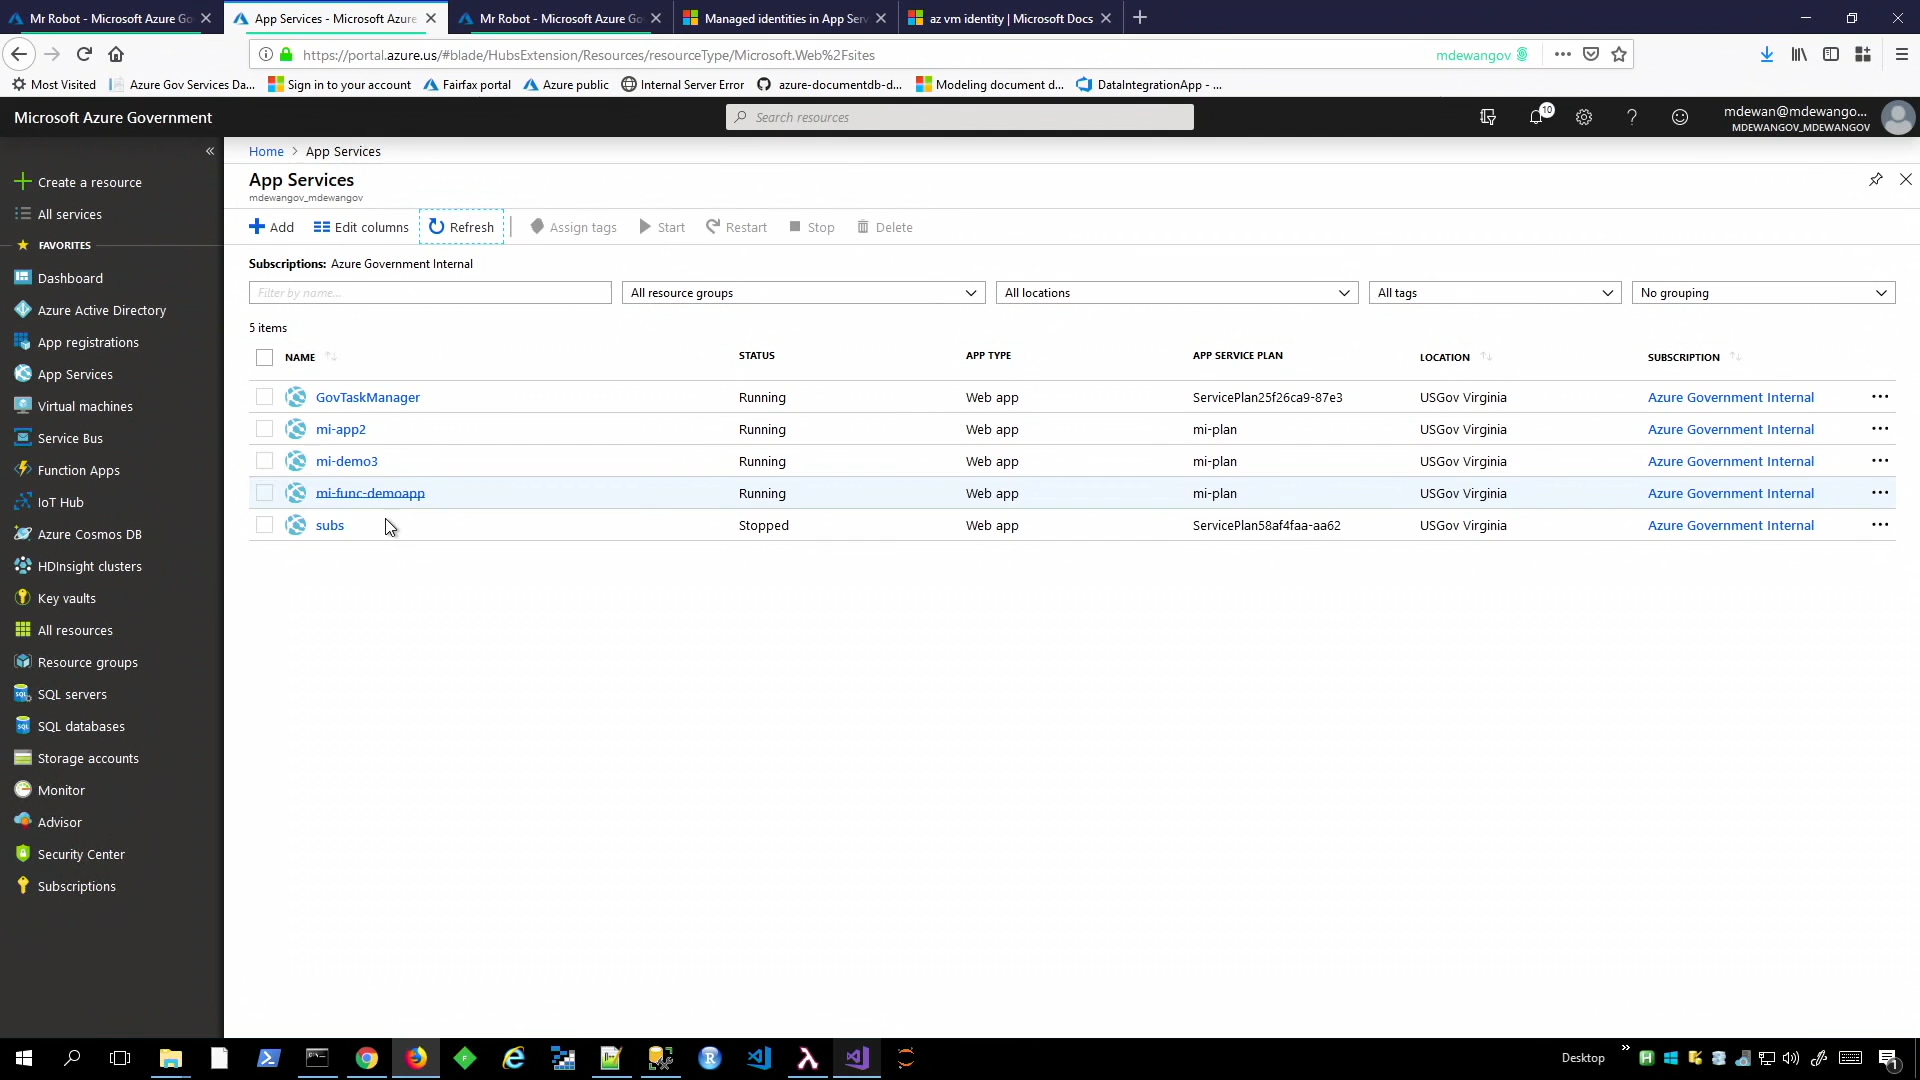 Mr Robot - Microsoft Azure Go
App Services - Microsoft Azure
Mr Robot - Microsoft Azure Go
Managed identities in App Serv
az vm identity | Microsoft Docs
https://portal.azure.us/#blade/HubsExtension/Resources/resourceType/Microsoft.Web%2Fsites
mdewangov
Most Visited
Azure Gov Services Da...
Sign in to your account
Fairfax portal
Azure public
Internal Server Error
azure-documentdb-d...
Modeling document d...
DataIntegrationApp - ...
Microsoft Azure Government
Search resources
10
mdewan@mdewango...
MDEWANGOV_MDEWANGOV
Create a resource
All services
FAVORITES
Dashboard
Azure Active Directory
App registrations
App Services
Virtual machines
Service Bus
Function Apps
IoT Hub
Azure Cosmos DB
HDInsight clusters
Key vaults
All resources
Resource groups
SQL servers
SQL databases
Storage accounts
Monitor
Advisor
Security Center
Subscriptions
Home > App Services
App Services
mdewangov_mdewangov
Add
Edit columns
Refresh
Assign tags
Start
Restart
Stop
Delete
Subscriptions: Azure Government Internal
Filter by name...
All resource groups
All locations
All tags
No grouping
5 items
NAME STATUS APP TYPE APP SERVICE PLAN LOCATION SUBSCRIPTION
GovTaskManager Running Web app ServicePlan25f26ca9-87e3 USGov Virginia Azure Government Internal
mi-app2 Running Web app mi-plan USGov Virginia Azure Government Internal
mi-demo3 Running Web app mi-plan USGov Virginia Azure Government Internal
mi-func-demoapp Running Web app mi-plan USGov Virginia Azure Government Internal
subs Stopped Web app ServicePlan58af4faa-aa62 USGov Virginia Azure Government Internal
Desktop
1